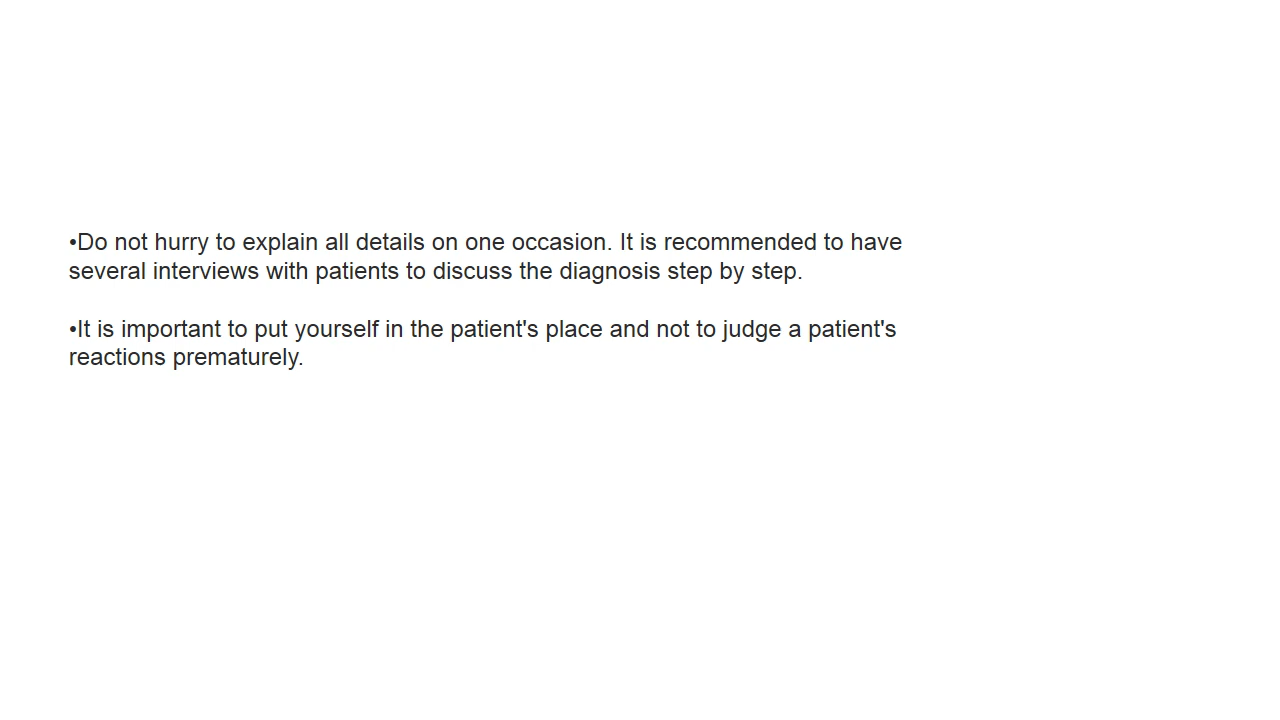 •Do not hurry to explain all details on one occasion. It is recommended to have
several interviews with patients to discuss the diagnosis step by step.
•It is important to put yourself in the patient's place and not to judge a patient's
reactions prematurely.